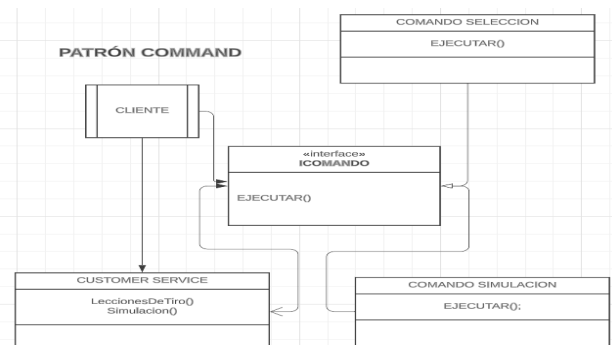 COMANDO SELECCION
EJECUTAR()
PATRÓN COMMAND
CLIENTE
«interface»
ICOMANDO
EJECUTAR()
CUSTOMER SERVICE
LeccionesDeTiro()
Simulacion()
COMANDO SIMULACION
EJECUTAR();